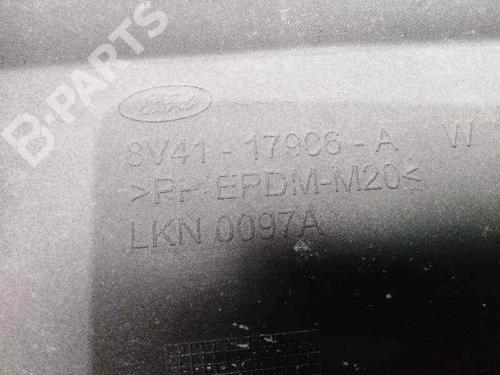 B-PARTS
Ford
8V41-17906-A W
>PP+EPDM-M20<
LKN 0097A